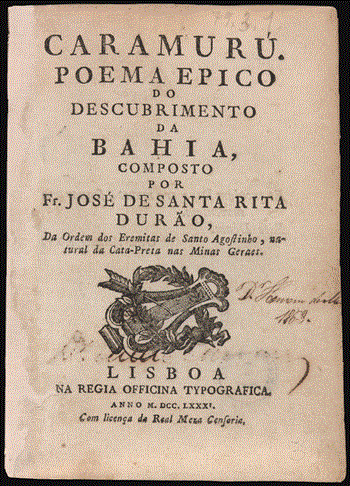 CARAMURÚ.
POEMA EPICO
DO
DESCUBRIMENTO
DA
BAHIA,
COMPOSTO
POR
Fr. JOSÉ DE SANTA RITA
DURÃO,
Da Ordem dos Eremitas de Santo Agoſtinho, na-
tural da Cata-Preta nas Minas Geraes.
LISBOA
NA REGIA OFFICINA TYPOGRAFICA.
ANNO M. DCC. LXXXI.
Com licença da Real Meza Cenſoria.